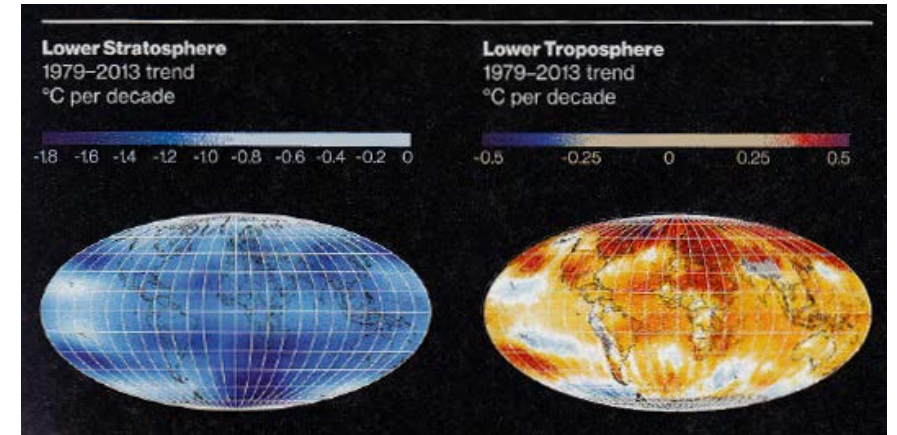 Lower Stratosphere
1979–2013 trend
°C per decade
-1.8 -1.6 -1.4 -1.2 -1.0 -0.8 -0.6 -0.4 -0.2 0
Lower Troposphere
1979–2013 trend
°C per decade
-0.5 -0.25 0 0.25 0.5